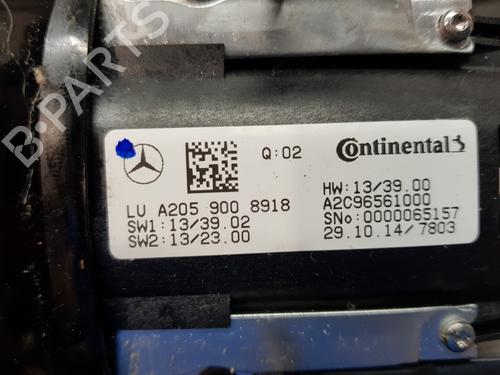 B-PARTS
Q:02
Continental
LU A205 900 8918
SW1:13/39.02
SW2:13/23.00
HW:13/39.00
A2C96561000
SNo:0000065157
29.10.14/7803